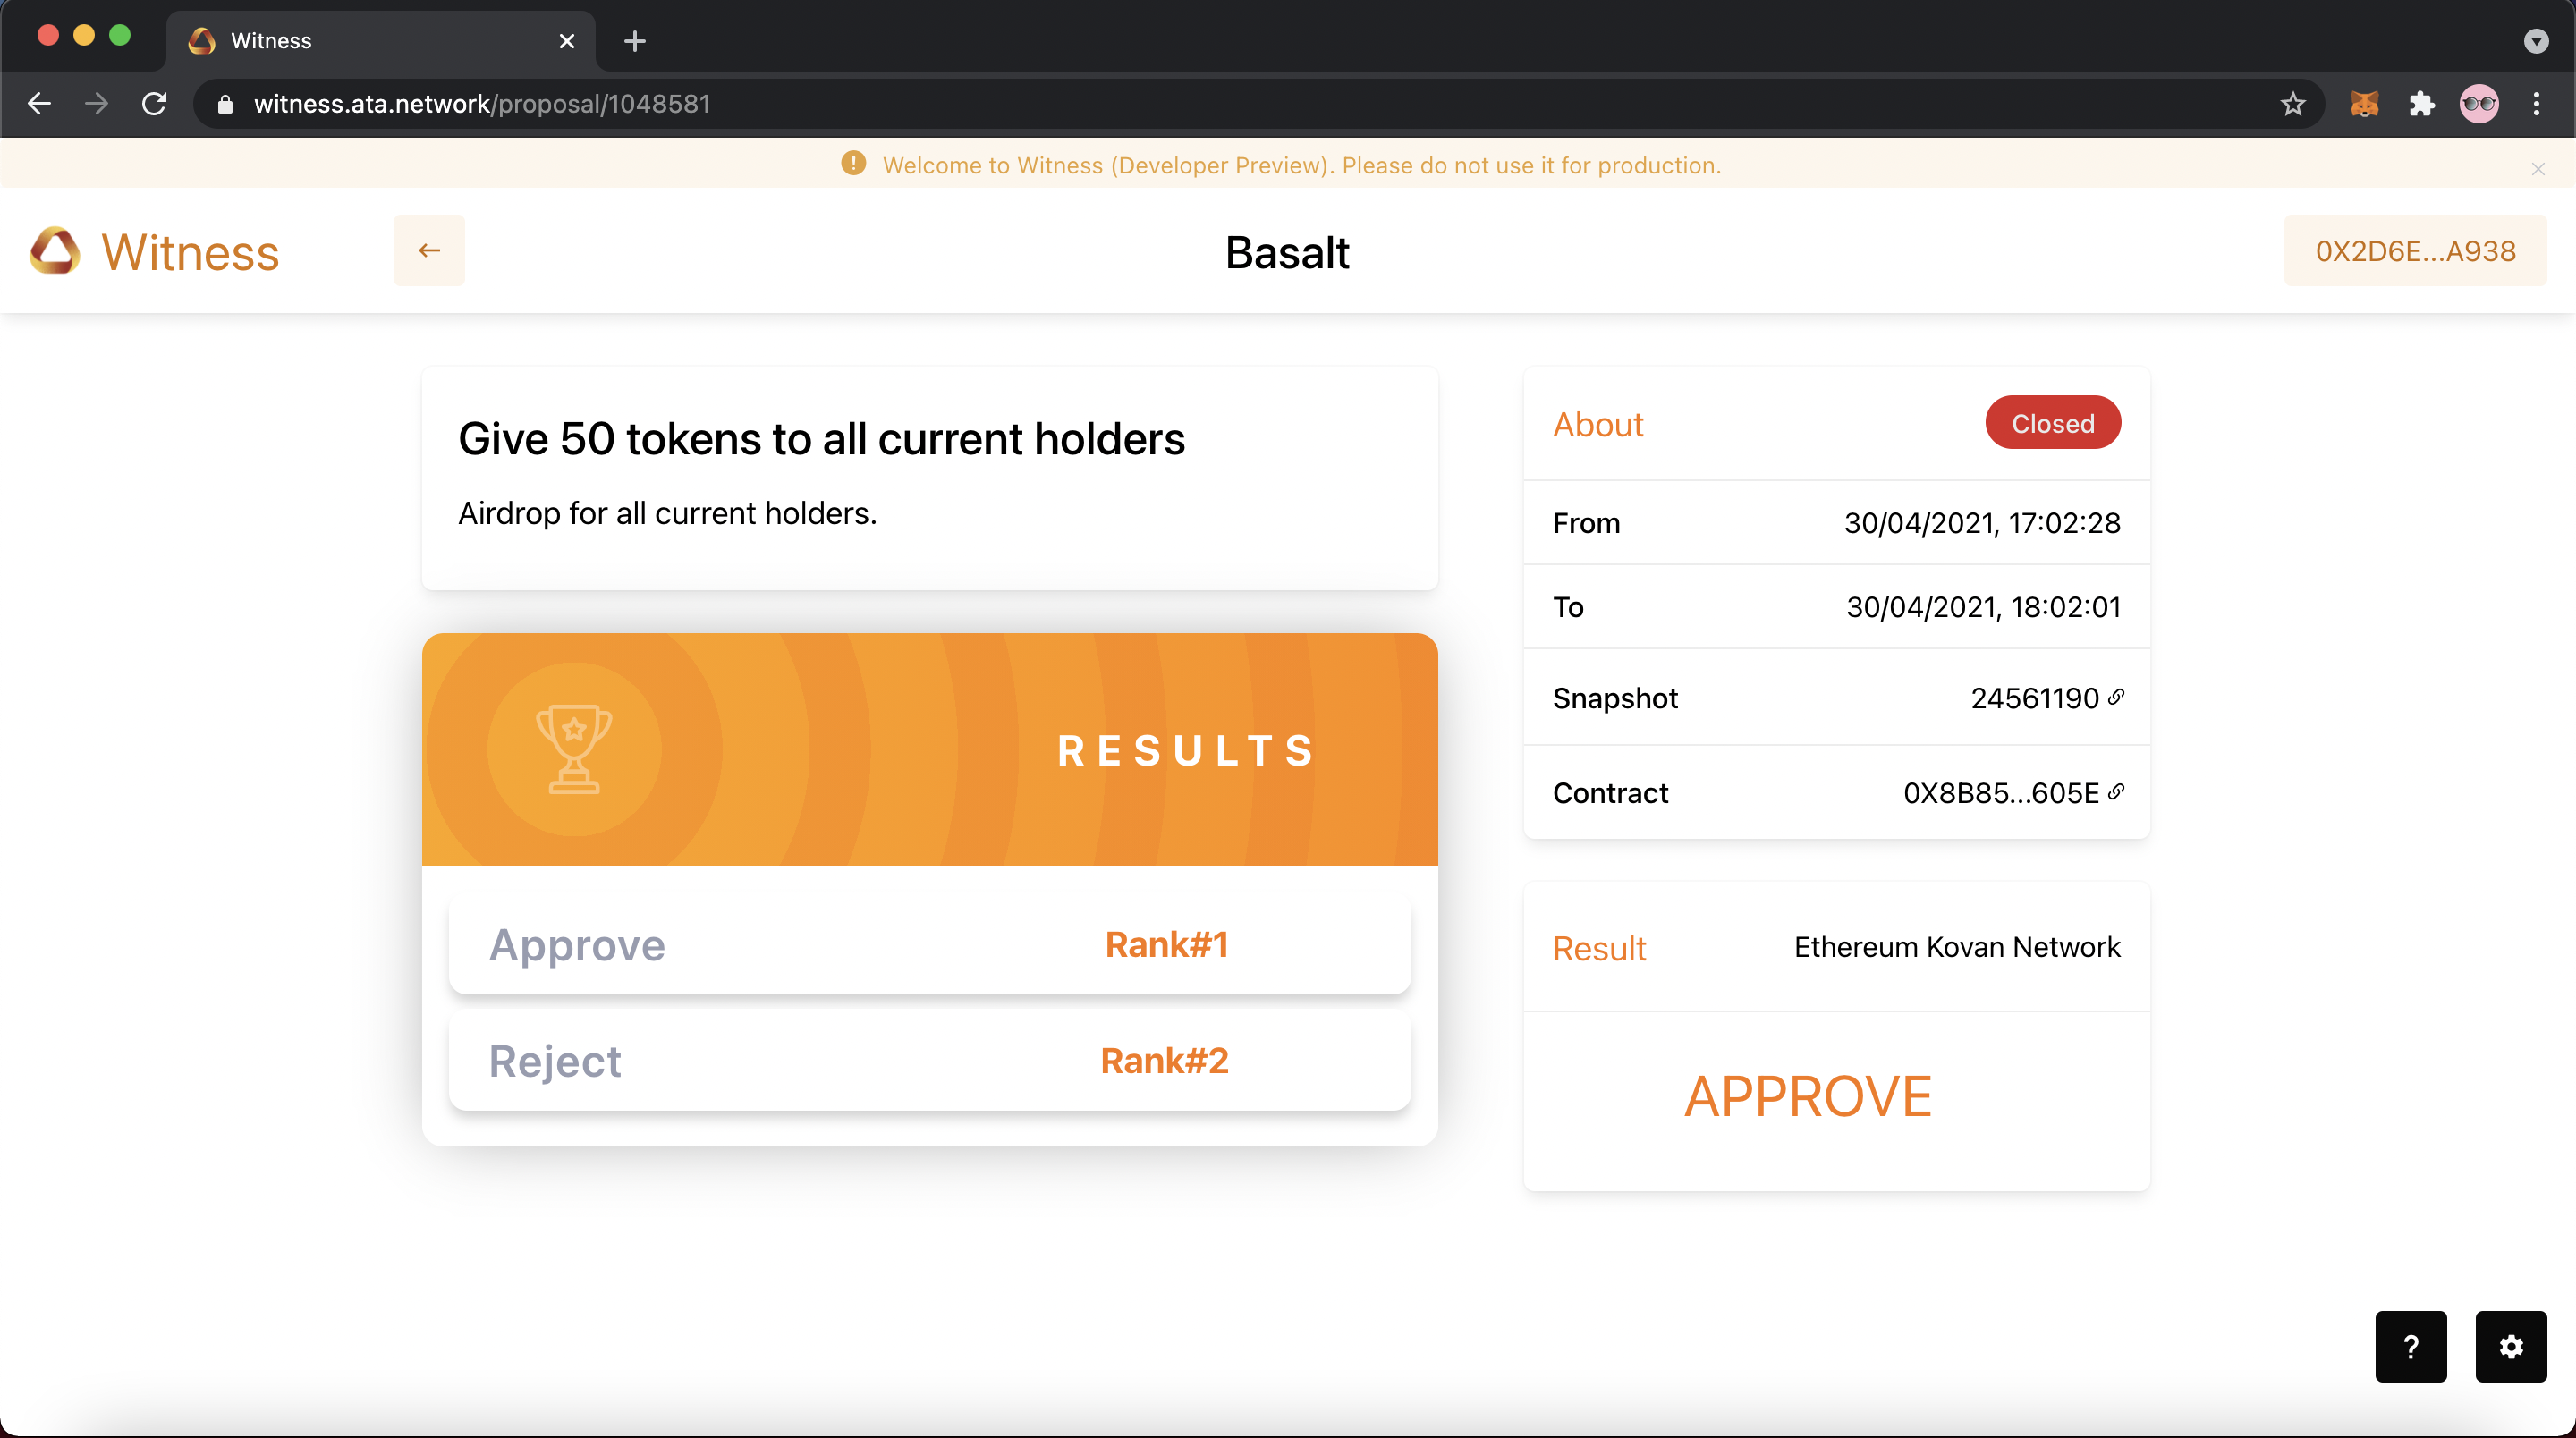 Witness
witness.ata.network/proposal/1048581
Welcome to Witness (Developer Preview). Please do not use it for production.
Witness
Basalt
0X2D6E...A938
Give 50 tokens to all current holders
Airdrop for all current holders.
RESULTS
Approve Rank#1
Reject Rank#2
About Closed
From 30/04/2021, 17:02:28
To 30/04/2021, 18:02:01
Snapshot 24561190
Contract 0X8B85...605E
Result Ethereum Kovan Network
APPROVE
?